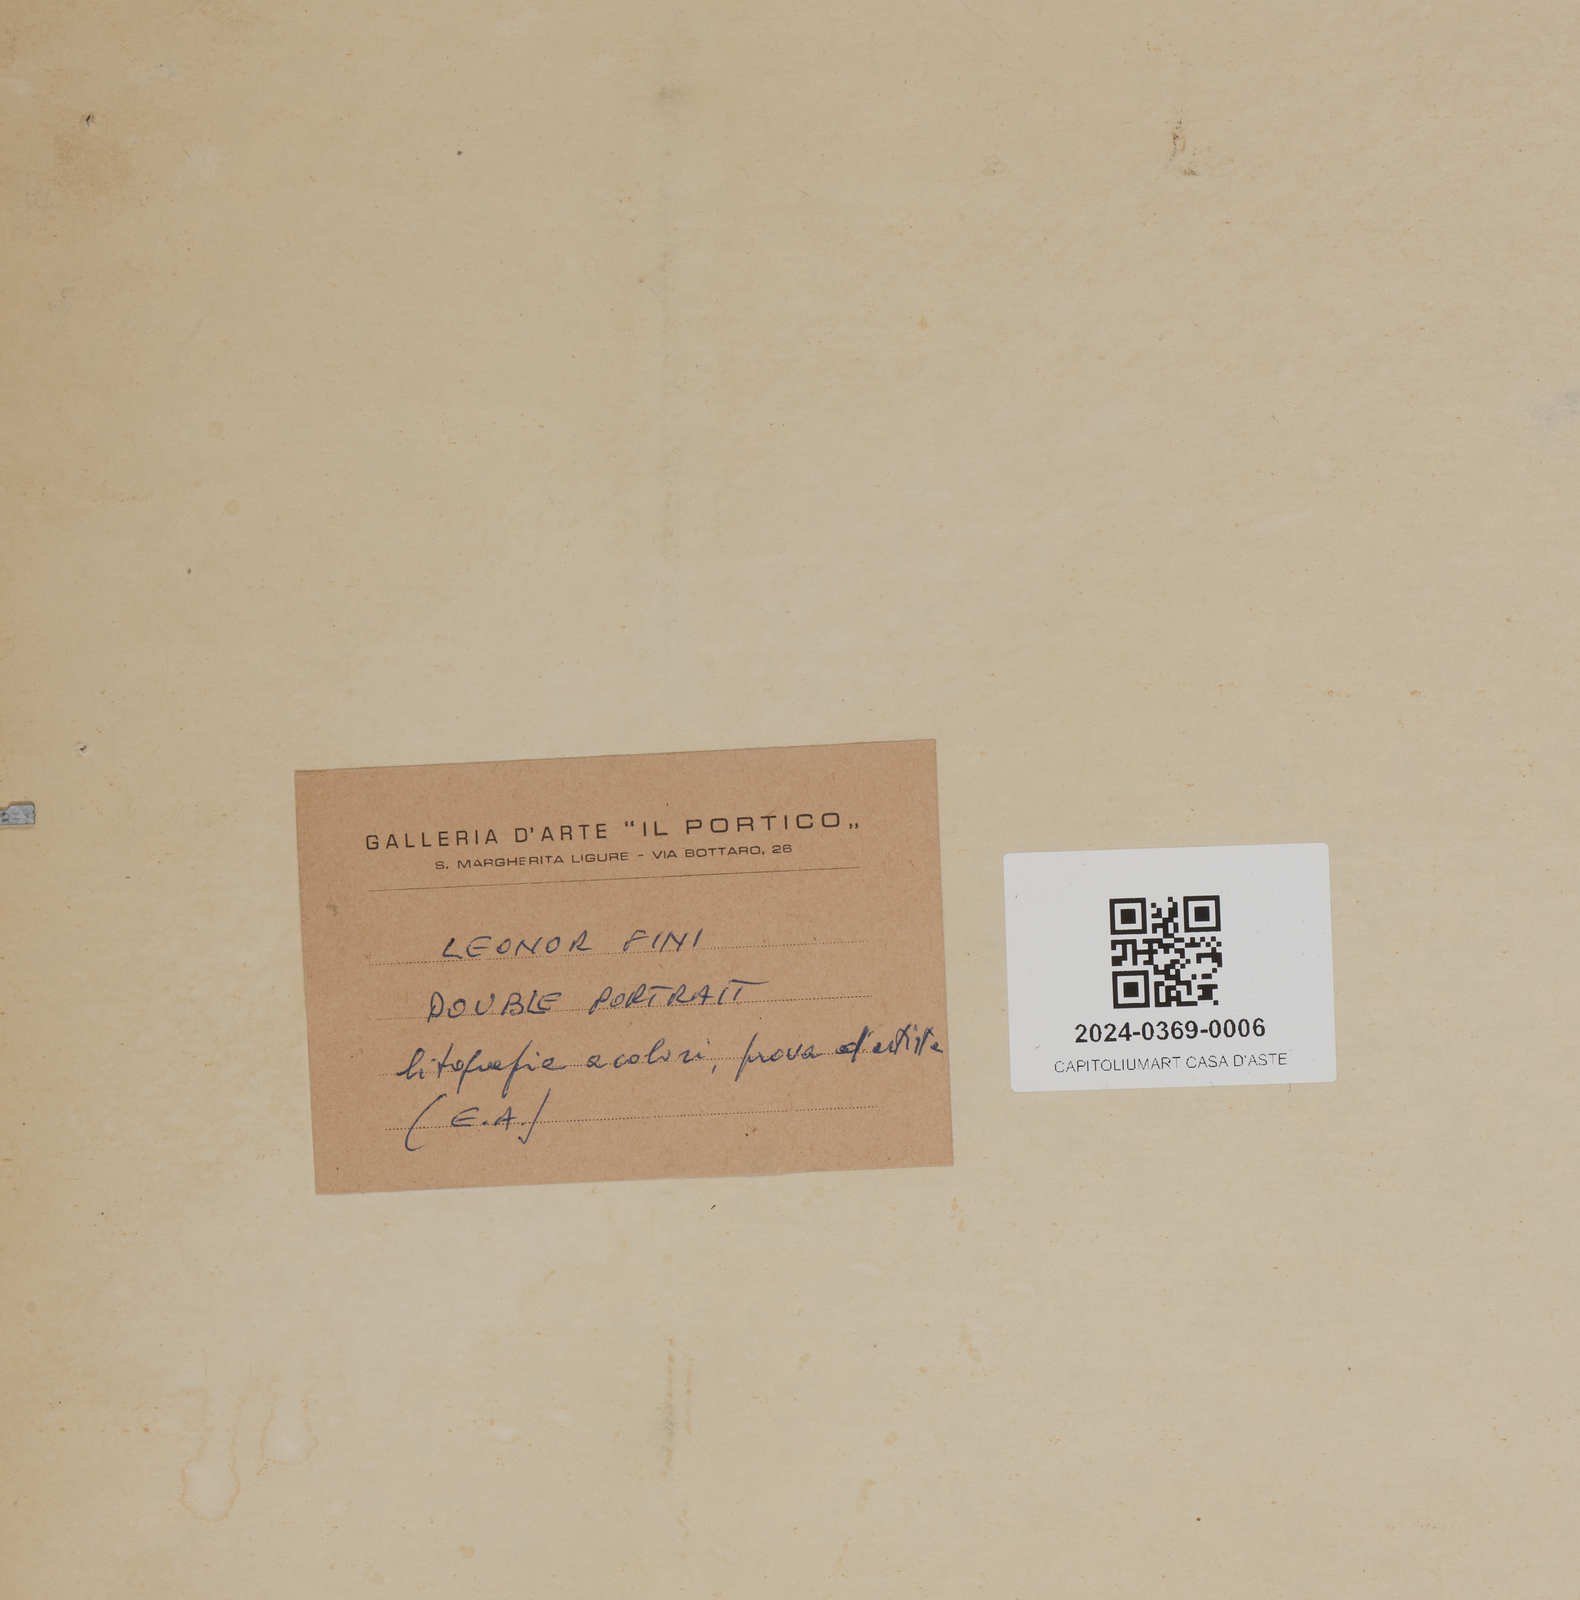 GALLERIA D'ARTE "IL PORTICO„
S. MARGHERITA LIGURE - VIA BOTTARO, 26
LEONOR FINI
DOUBLE PORTRAIT
litografia a colori, prova d'artista
(E.A.)
2024-0369-0006
CAPITOLIUMART CASA D'ASTE